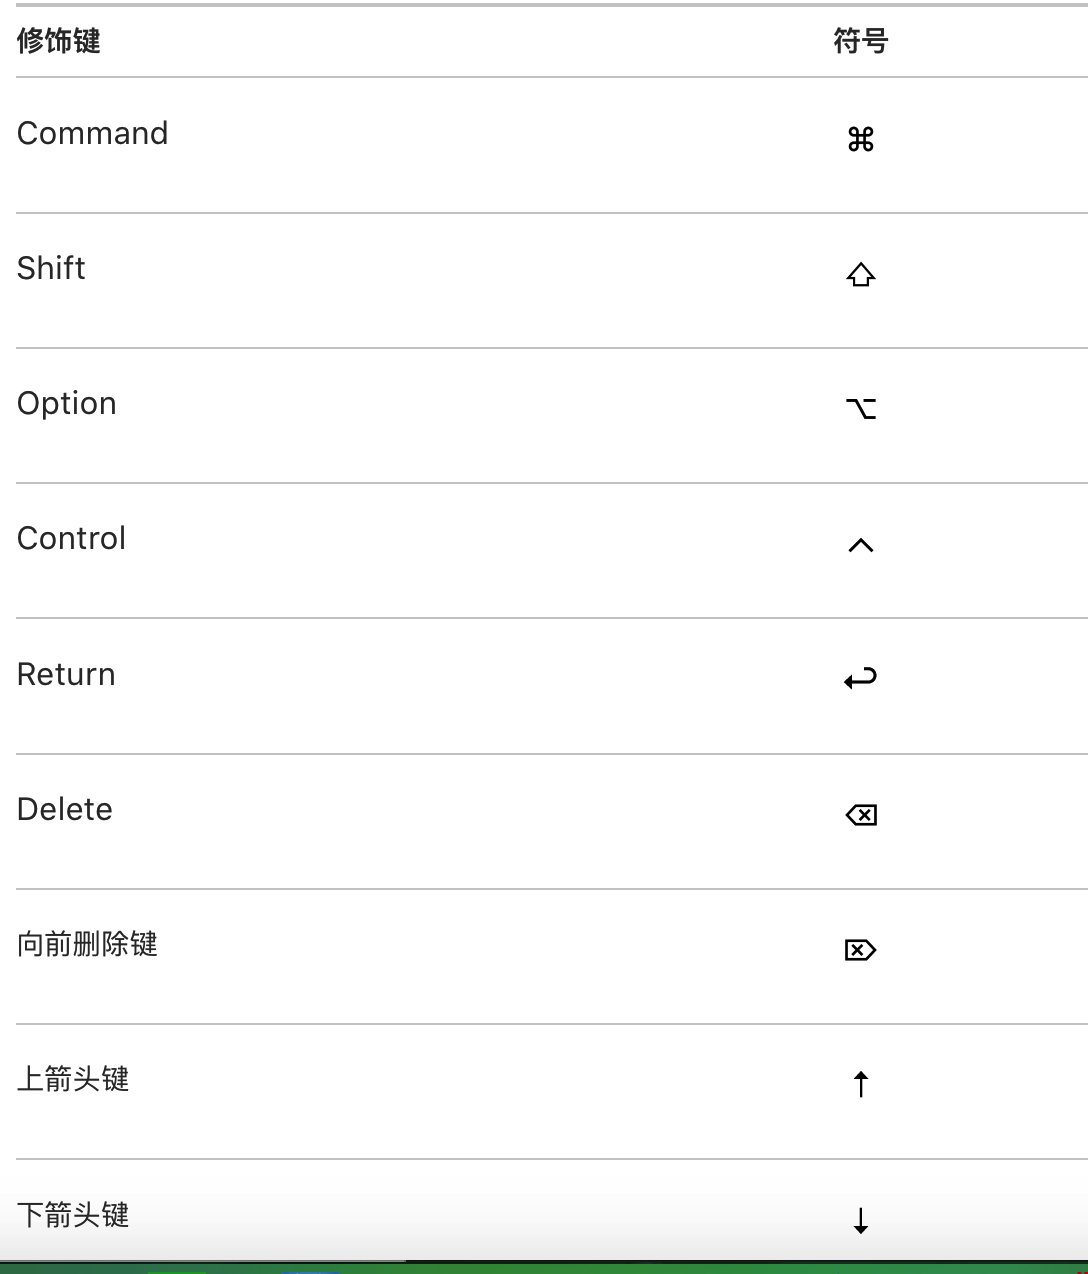 修饰键 符号
Command ⌘
Shift ⇧
Option ⌥
Control ⌃
Return ↩
Delete ⌫
向前删除键 ⌦
上箭头键 ↑
下箭头键 ↓